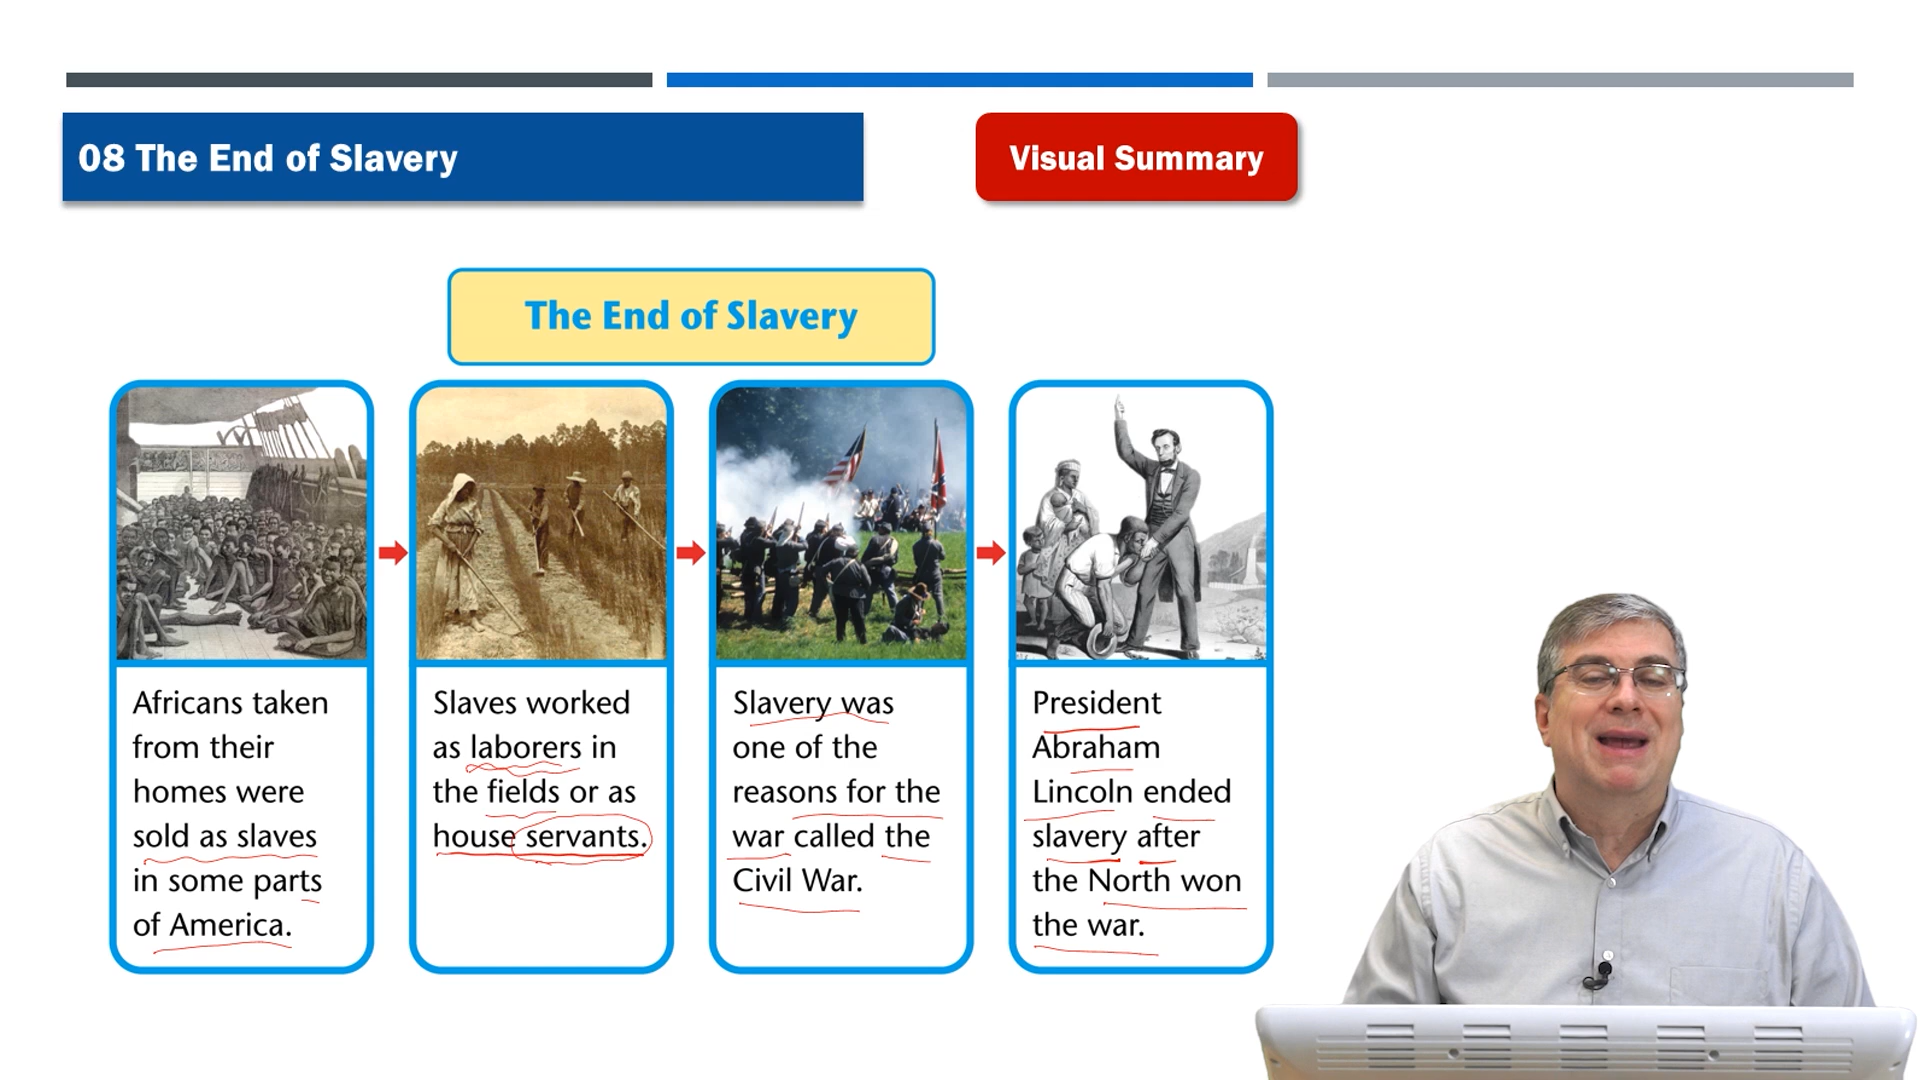 08 The End of Slavery
Visual Summary
The End of Slavery
Africans taken
from their
homes were
sold as slaves
in some parts
of America.
Slaves worked
as laborers in
the fields or as
house servants.
Slavery was
one of the
reasons for the
war called the
Civil War.
President
Abraham
Lincoln ended
slavery after
the North won
the war.